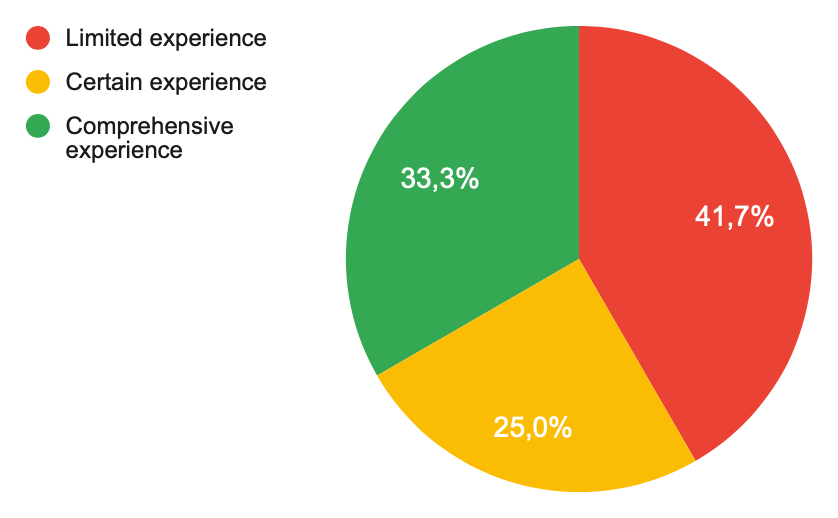 Limited experience
Certain experience
Comprehensive
experience
33,3%
41,7%
25,0%